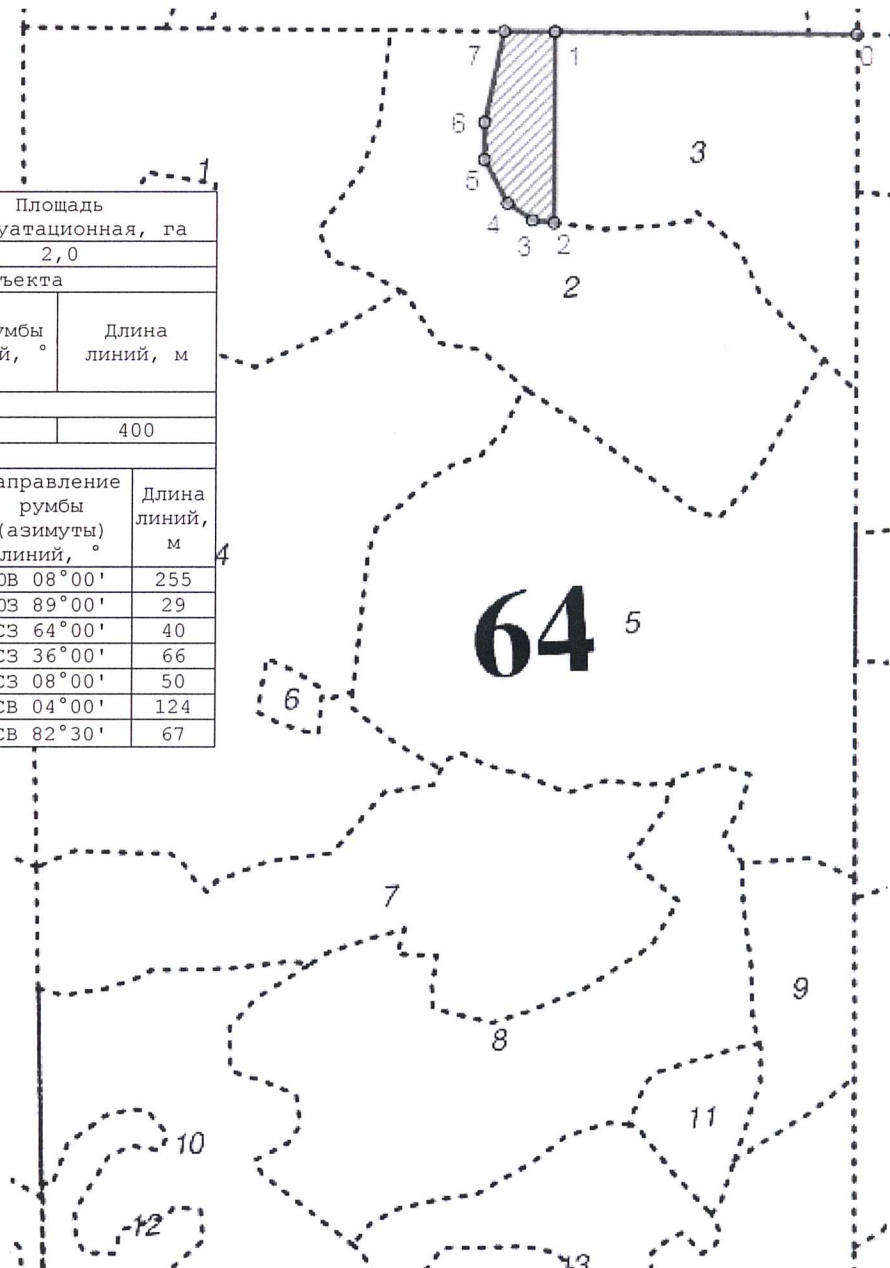 7
1
0
6
3
1
5
4
3
2
2
Площадь
уатационная, га
2,0
ъекта
умбы
й, °
Длина
линий, м
400
аправление
румбы
(азимуты)
линий, °
Длина
линий,
м
ЮВ 08°00' 255
ЮЗ 89°00' 29
СЗ 64°00' 40
СЗ 36°00' 66
СЗ 08°00' 50
СВ 04°00' 124
СВ 82°30' 67
4
64
5
6
7
9
8
11
10
12
13